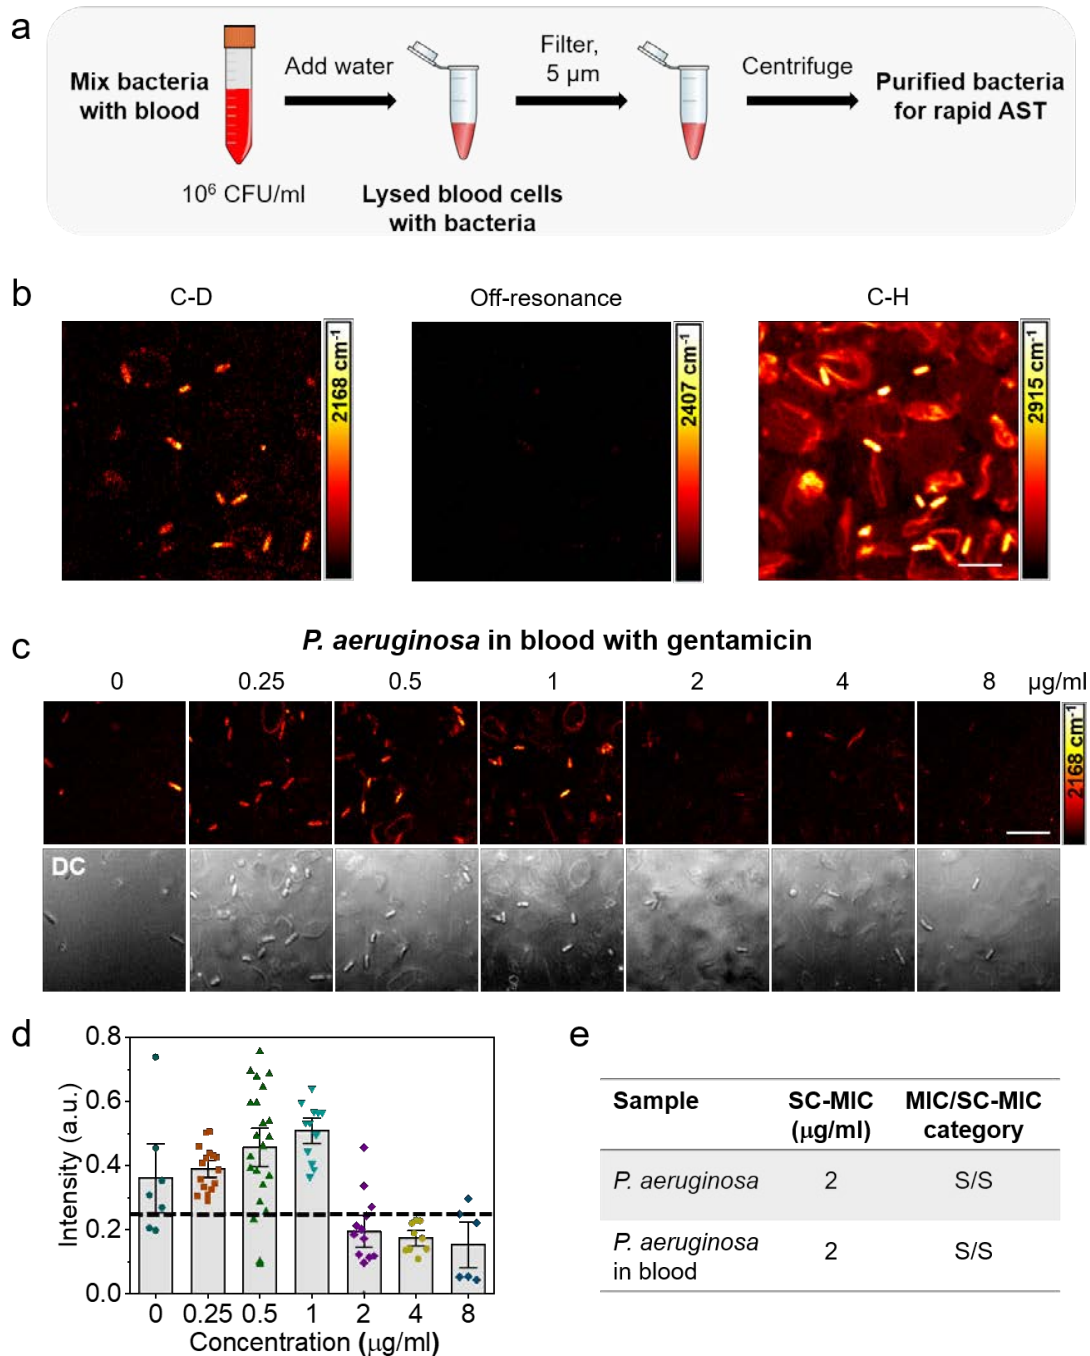 a
Mix bacteria
with blood
10⁶ CFU/ml
Add water
Lysed blood cells
with bacteria
Filter,
5 µm
Centrifuge
Purified bacteria
for rapid AST
b
C-D
2168 cm⁻¹
Off-resonance
2407 cm⁻¹
C-H
2915 cm⁻¹
c
P. aeruginosa in blood with gentamicin
0 0.25 0.5 1 2 4 8 µg/ml
2168 cm⁻¹
DC
d
Intensity (a.u.)
0.8
0.6
0.4
0.2
0.0
0 0.25 0.5 1 2 4 8
Concentration (µg/ml)
e
Sample SC-MIC (µg/ml) MIC/SC-MIC category
P. aeruginosa 2 S/S
P. aeruginosa in blood 2 S/S